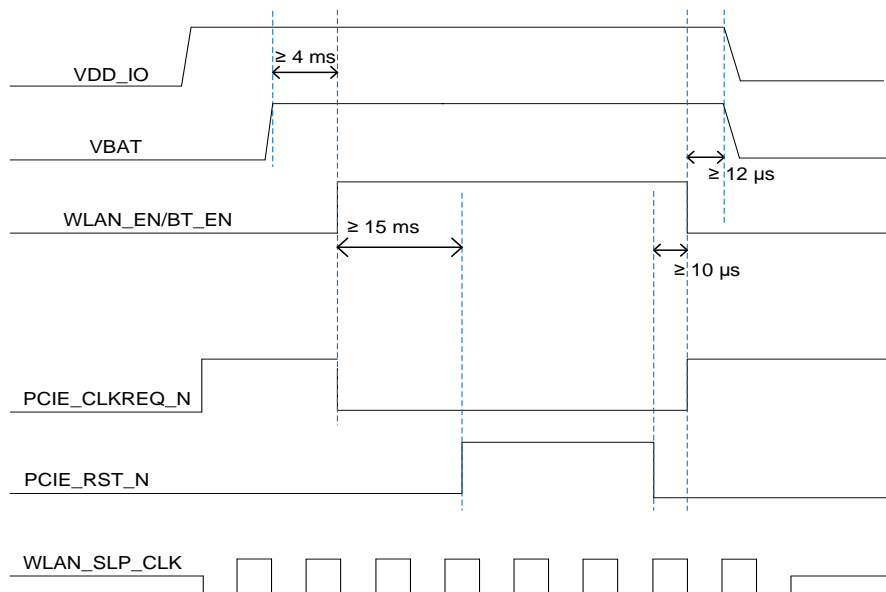 ≥ 4 ms
VDD_IO
VBAT
≥ 12 µs
WLAN_EN/BT_EN
≥ 15 ms
≥ 10 µs
PCIE_CLKREQ_N
PCIE_RST_N
WLAN_SLP_CLK